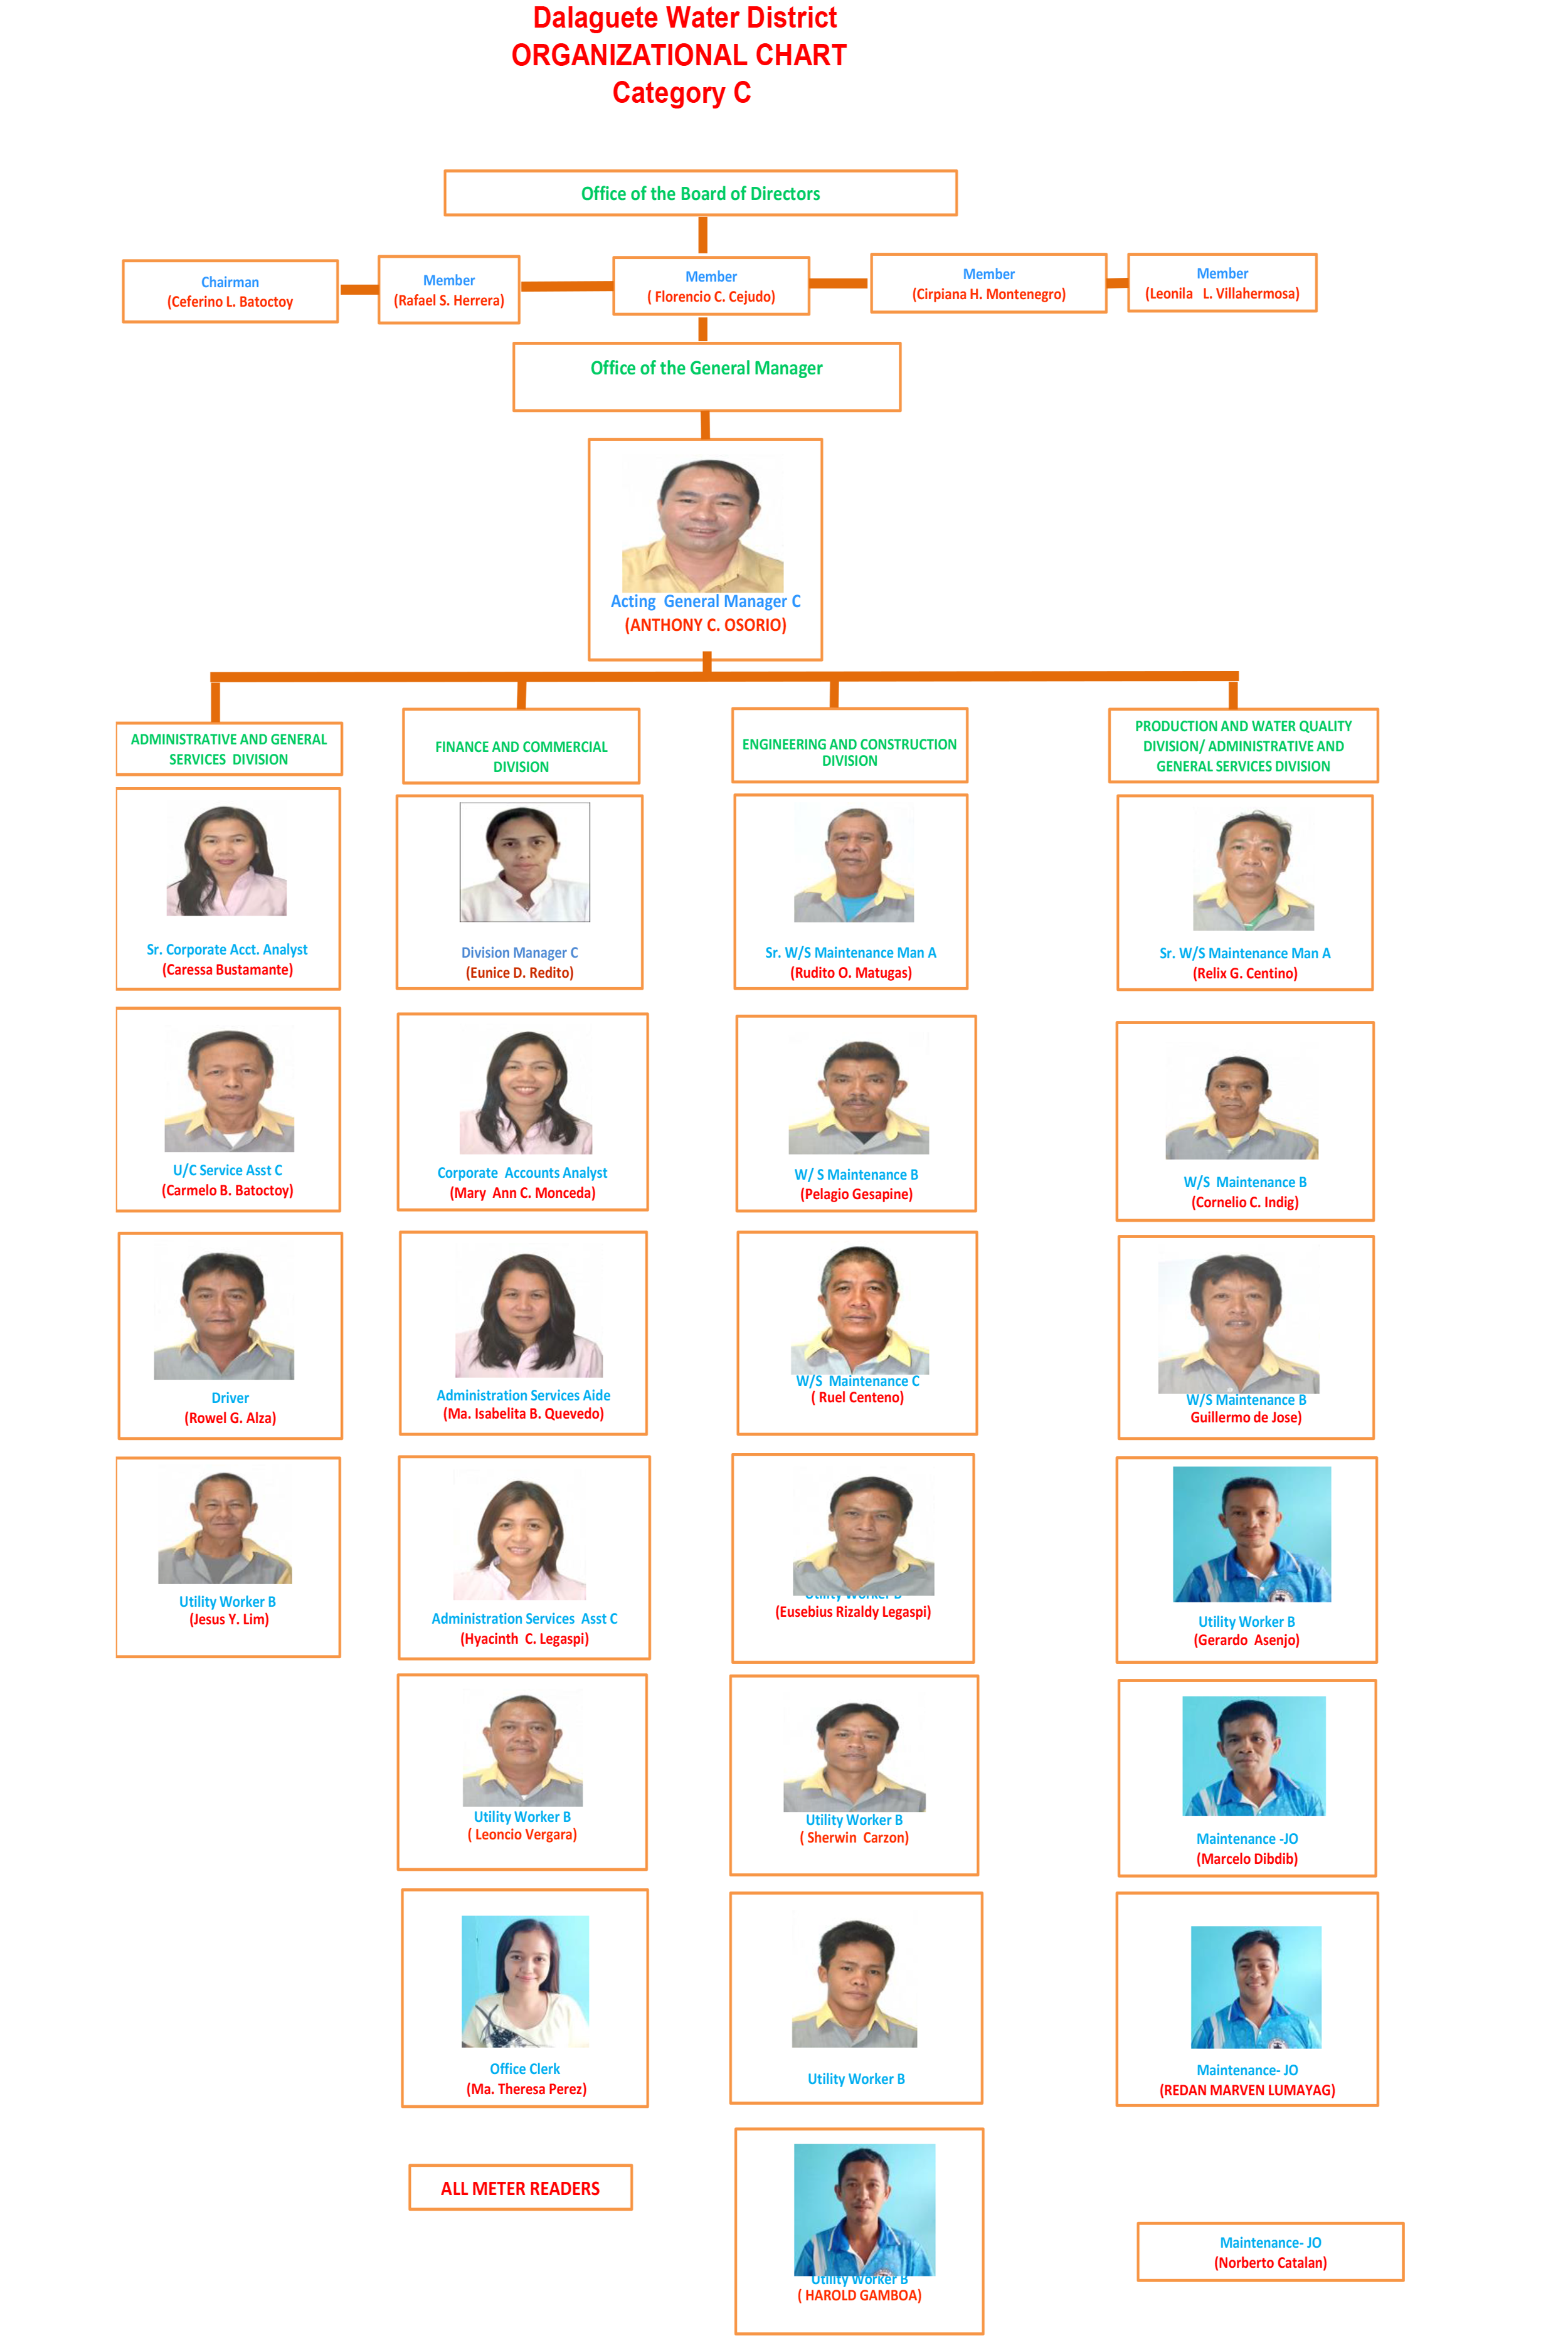 Dalaguete Water District
ORGANIZATIONAL CHART
Category C
Office of the Board of Directors
Chairman
(Ceferino L. Batoctoy
Member
(Rafael S. Herrera)
Member
( Florencio C. Cejudo)
Member
(Cirpiana H. Montenegro)
Member
(Leonila L. Villahermosa)
Office of the General Manager
Acting General Manager C
(ANTHONY C. OSORIO)
ADMINISTRATIVE AND GENERAL
SERVICES DIVISION
Sr. Corporate Acct. Analyst
(Caressa Bustamante)
U/C Service Asst C
(Carmelo B. Batoctoy)
Driver
(Rowel G. Alza)
Utility Worker B
(Jesus Y. Lim)
FINANCE AND COMMERCIAL
DIVISION
Division Manager C
(Eunice D. Redito)
Corporate Accounts Analyst
(Mary Ann C. Monceda)
Administration Services Aide
(Ma. Isabelita B. Quevedo)
Administration Services Asst C
(Hyacinth C. Legaspi)
Utility Worker B
( Leoncio Vergara)
Office Clerk
(Ma. Theresa Perez)
ALL METER READERS
ENGINEERING AND CONSTRUCTION
DIVISION
Sr. W/S Maintenance Man A
(Rudito O. Matugas)
W/ S Maintenance B
(Pelagio Gesapine)
W/S Maintenance C
( Ruel Centeno)
Utility Worker B
(Eusebius Rizaldy Legaspi)
Utility Worker B
( Sherwin Carzon)
Utility Worker B
Utility Worker B
( HAROLD GAMBOA)
PRODUCTION AND WATER QUALITY
DIVISION/ ADMINISTRATIVE AND
GENERAL SERVICES DIVISION
Sr. W/S Maintenance Man A
(Relix G. Centino)
W/S Maintenance B
(Cornelio C. Indig)
W/S Maintenance B
Guillermo de Jose)
Utility Worker B
(Gerardo Asenjo)
Maintenance -JO
(Marcelo Dibdib)
Maintenance- JO
(REDAN MARVEN LUMAYAG)
Maintenance- JO
(Norberto Catalan)